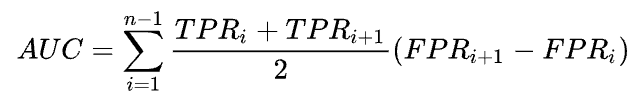 $AUC = \sum_{i=1}^{n-1} \frac{TPR_i + TPR_{i+1}}{2} (FPR_{i+1} - FPR_i)$